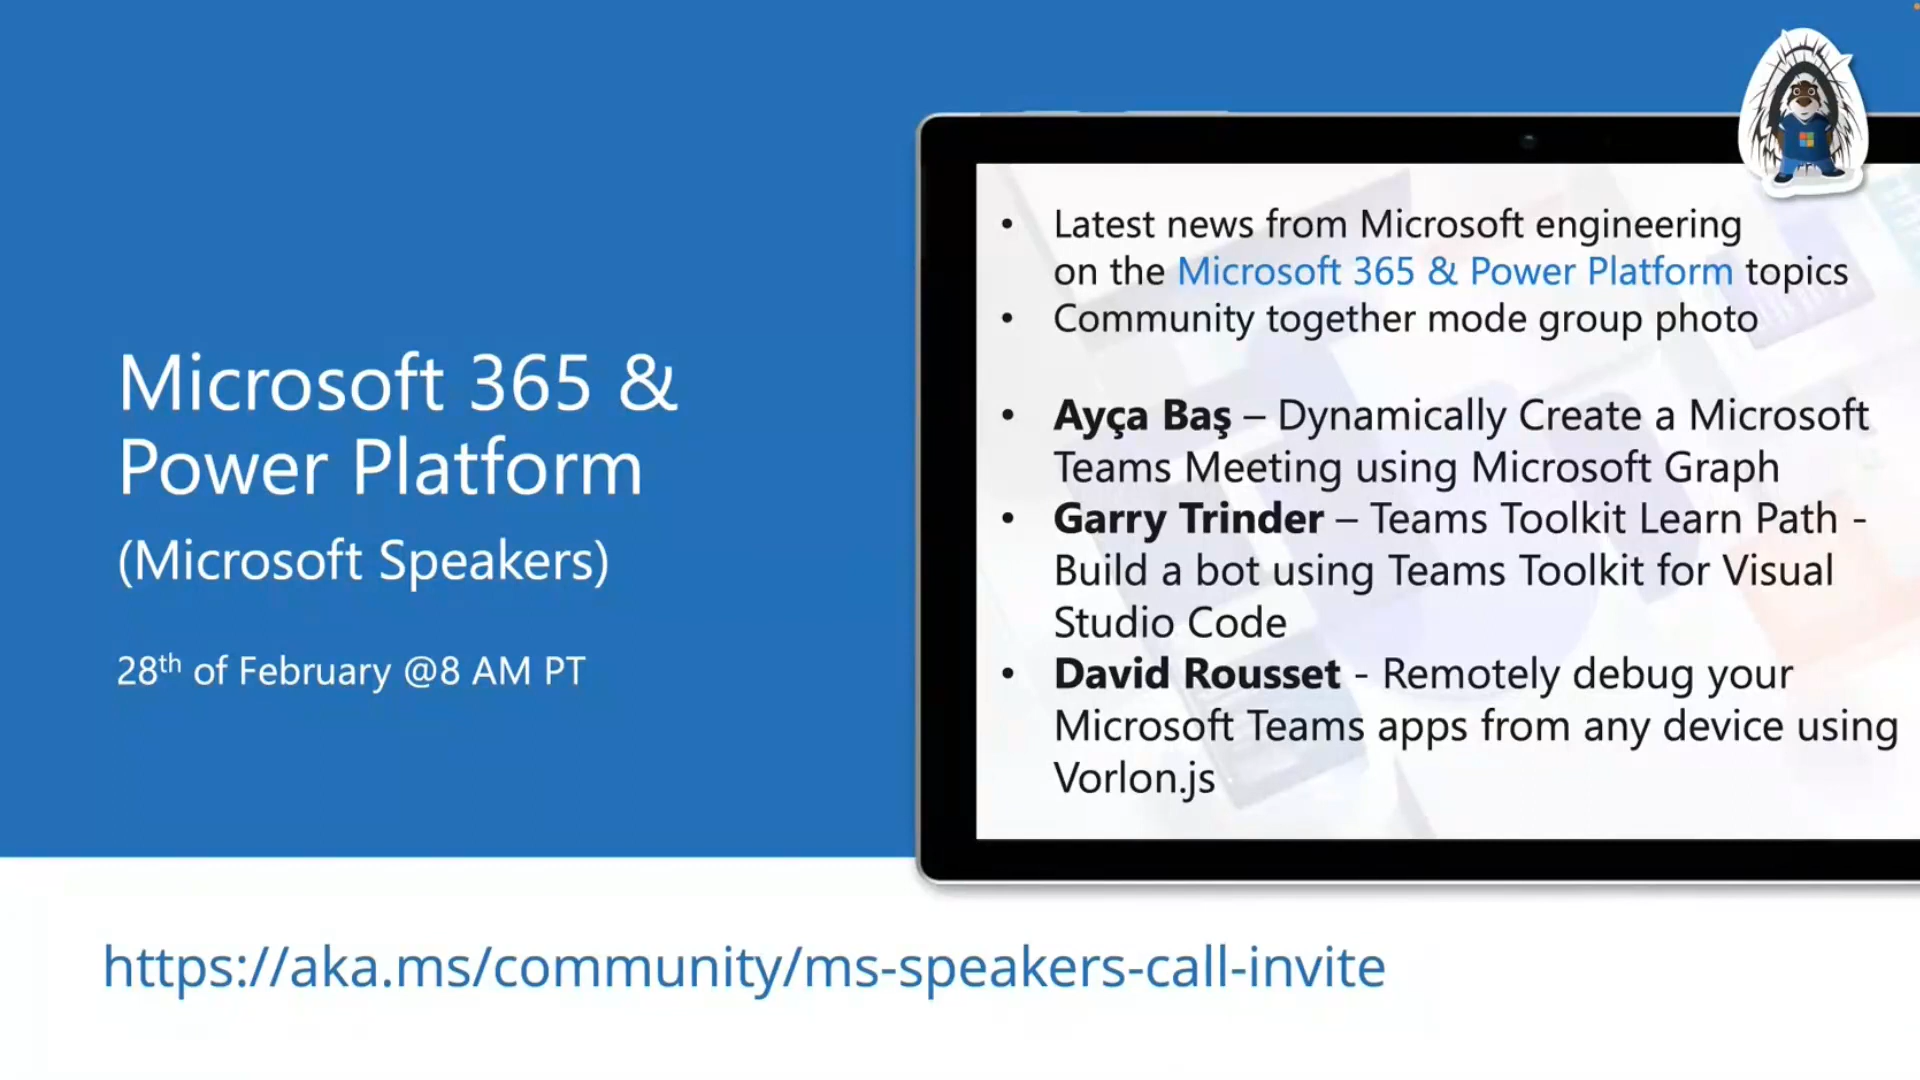 Microsoft 365 &
Power Platform
(Microsoft Speakers)
28th of February @8 AM PT
• Latest news from Microsoft engineering
on the Microsoft 365 & Power Platform topics
• Community together mode group photo
• Ayça Baş – Dynamically Create a Microsoft
Teams Meeting using Microsoft Graph
• Garry Trinder – Teams Toolkit Learn Path -
Build a bot using Teams Toolkit for Visual
Studio Code
• David Rousset - Remotely debug your
Microsoft Teams apps from any device using
Vorlon.js
https://aka.ms/community/ms-speakers-call-invite